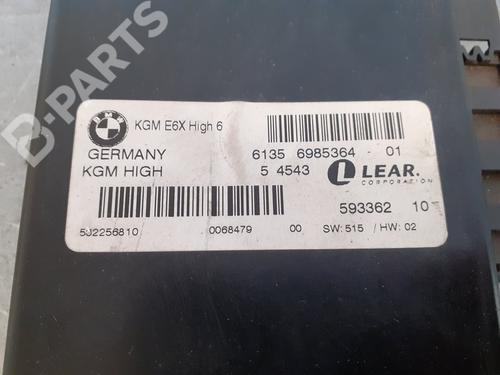 B-PARTS
BMW
KGM E6X High 6
GERMANY 6135 6985364 - 01
KGM HIGH 5 4543 LEAR.
CORPORATION
593362 10
5J2256810 0068479 00 SW: 515 / HW: 02